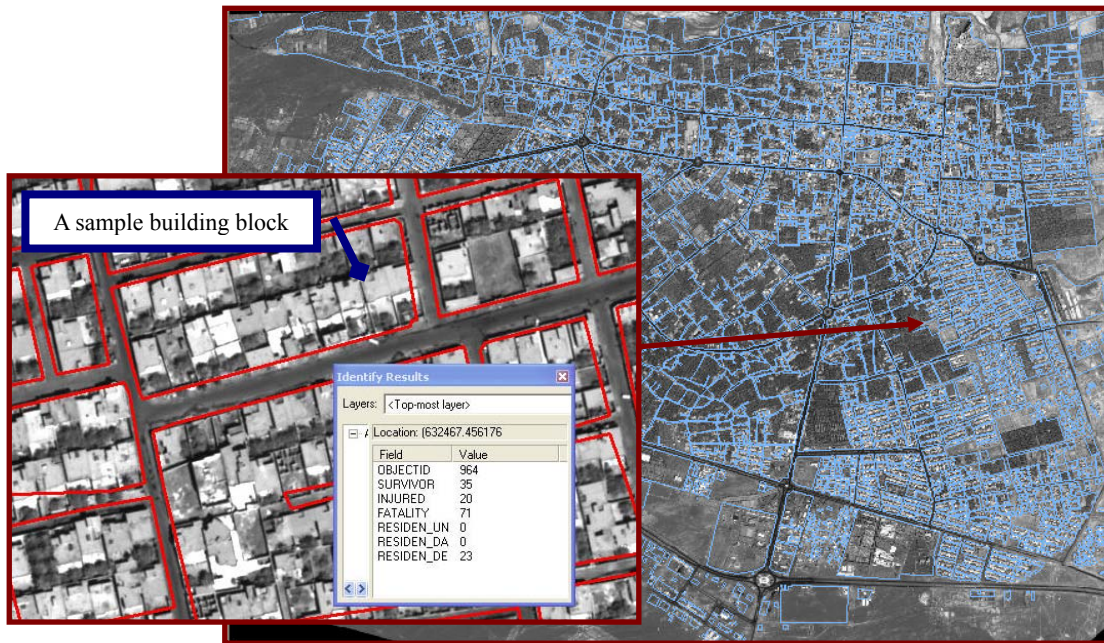 A sample building block
Identify Results
Layers: <Top-most layer>
Location: (632467.456176
Field Value
OBJECTID 964
SURVIVOR 35
INJURED 20
FATALITY 71
RESIDEN_UN 0
RESIDEN_DA 0
RESIDEN_DE 23